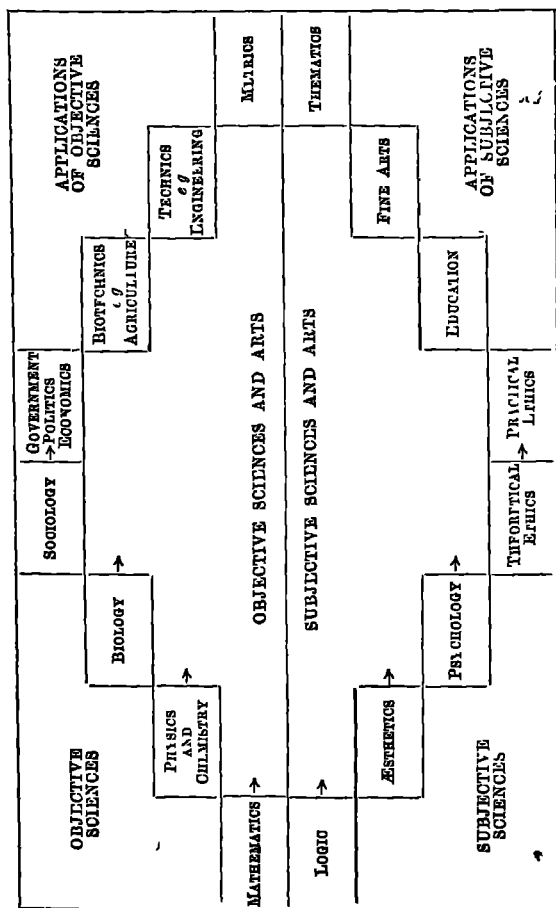 OBJECTIVE
SCIENCES
APPLICATIONS
OF OBJECTIVE
SCIENCES
SOCIOLOGY
GOVERNMENT
POLITICS
ECONOMICS
BIOLOGY
BIOTECHNICS
e g
AGRICULTURE
PHYSICS
AND
CHEMISTRY
TECHNICS
e g
ENGINEERING
MATHEMATICS
METRICS
OBJECTIVE SCIENCES AND ARTS
SUBJECTIVE SCIENCES AND ARTS
LOGIC
THEMATICS
ÆSTHETICS
FINE ARTS
PSYCHOLOGY
EDUCATION
THEORETICAL
ETHICS
PRACTICAL
ETHICS
SUBJECTIVE
SCIENCES
APPLICATIONS
OF SUBJECTIVE
SCIENCES